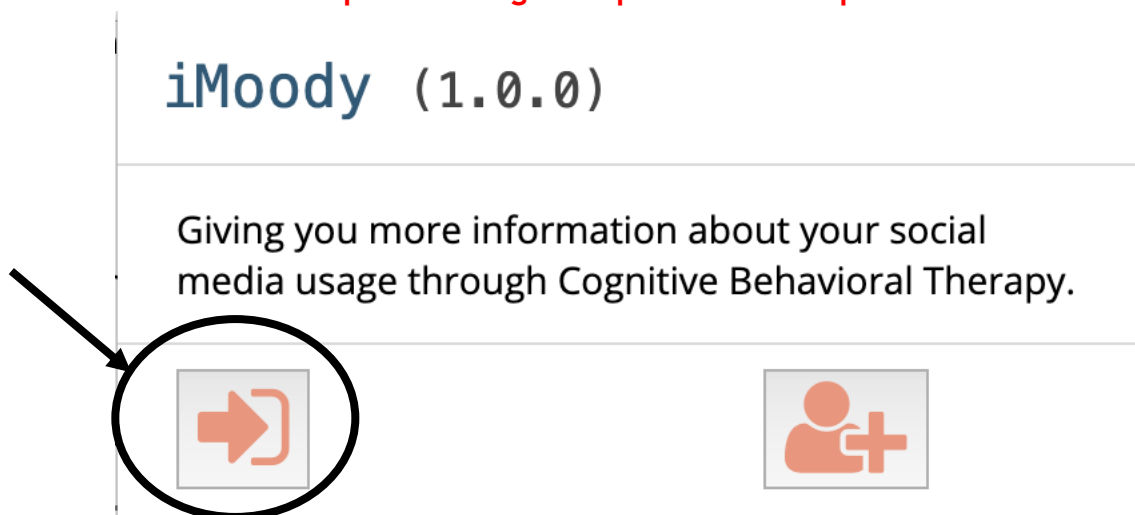 iMoody (1.0.0)
Giving you more information about your social
media usage through Cognitive Behavioral Therapy.